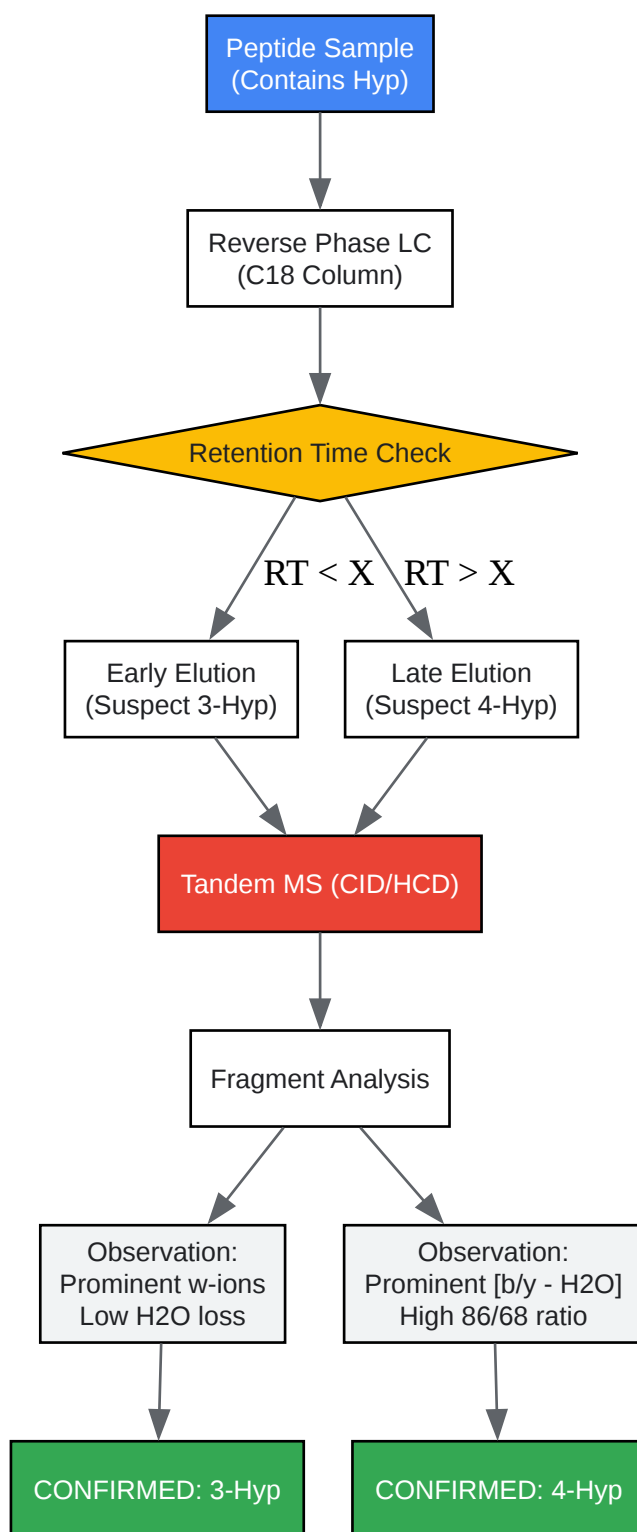 Peptide Sample
(Contains Hyp)
Reverse Phase LC
(C18 Column)
Retention Time Check
RT < X
RT > X
Early Elution
(Suspect 3-Hyp)
Late Elution
(Suspect 4-Hyp)
Tandem MS (CID/HCD)
Fragment Analysis
Observation:
Prominent w-ions
Low H2O loss
Observation:
Prominent [b/y - H2O]
High 86/68 ratio
CONFIRMED: 3-Hyp
CONFIRMED: 4-Hyp